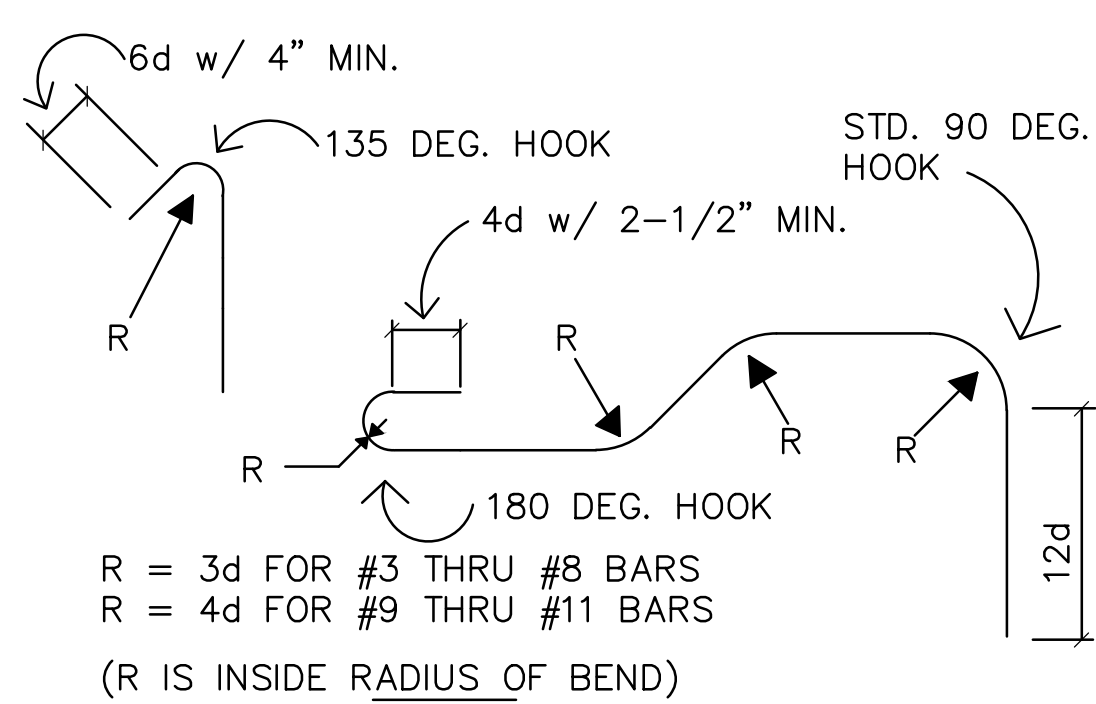 6d w/ 4” MIN.
135 DEG. HOOK
STD. 90 DEG.
HOOK
4d w/ 2-1/2” MIN.
R
R
R
R
R
180 DEG. HOOK
12d
R = 3d FOR #3 THRU #8 BARS
R = 4d FOR #9 THRU #11 BARS
(R IS INSIDE RADIUS OF BEND)